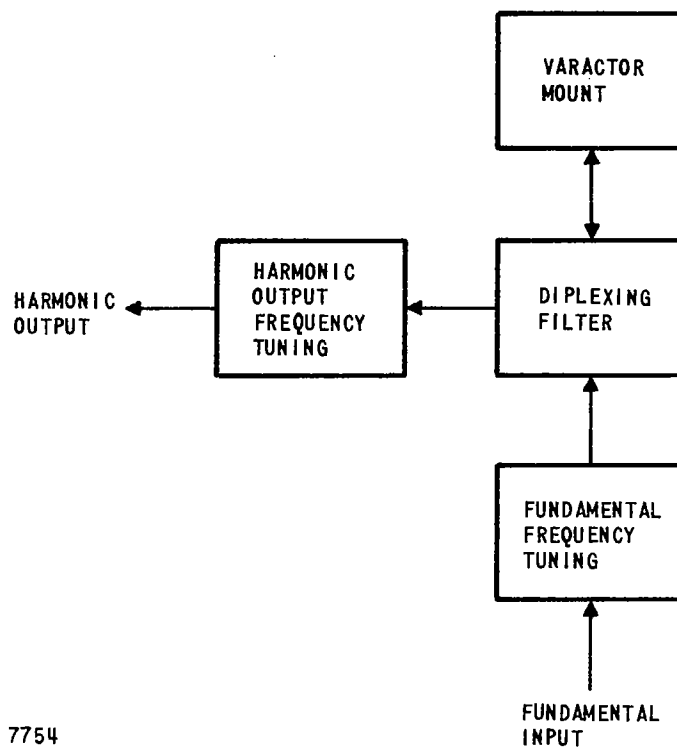 VARACTOR
MOUNT
DIPLEXING
FILTER
HARMONIC
OUTPUT
FREQUENCY
TUNING
HARMONIC
OUTPUT
FUNDAMENTAL
FREQUENCY
TUNING
FUNDAMENTAL
INPUT
7754